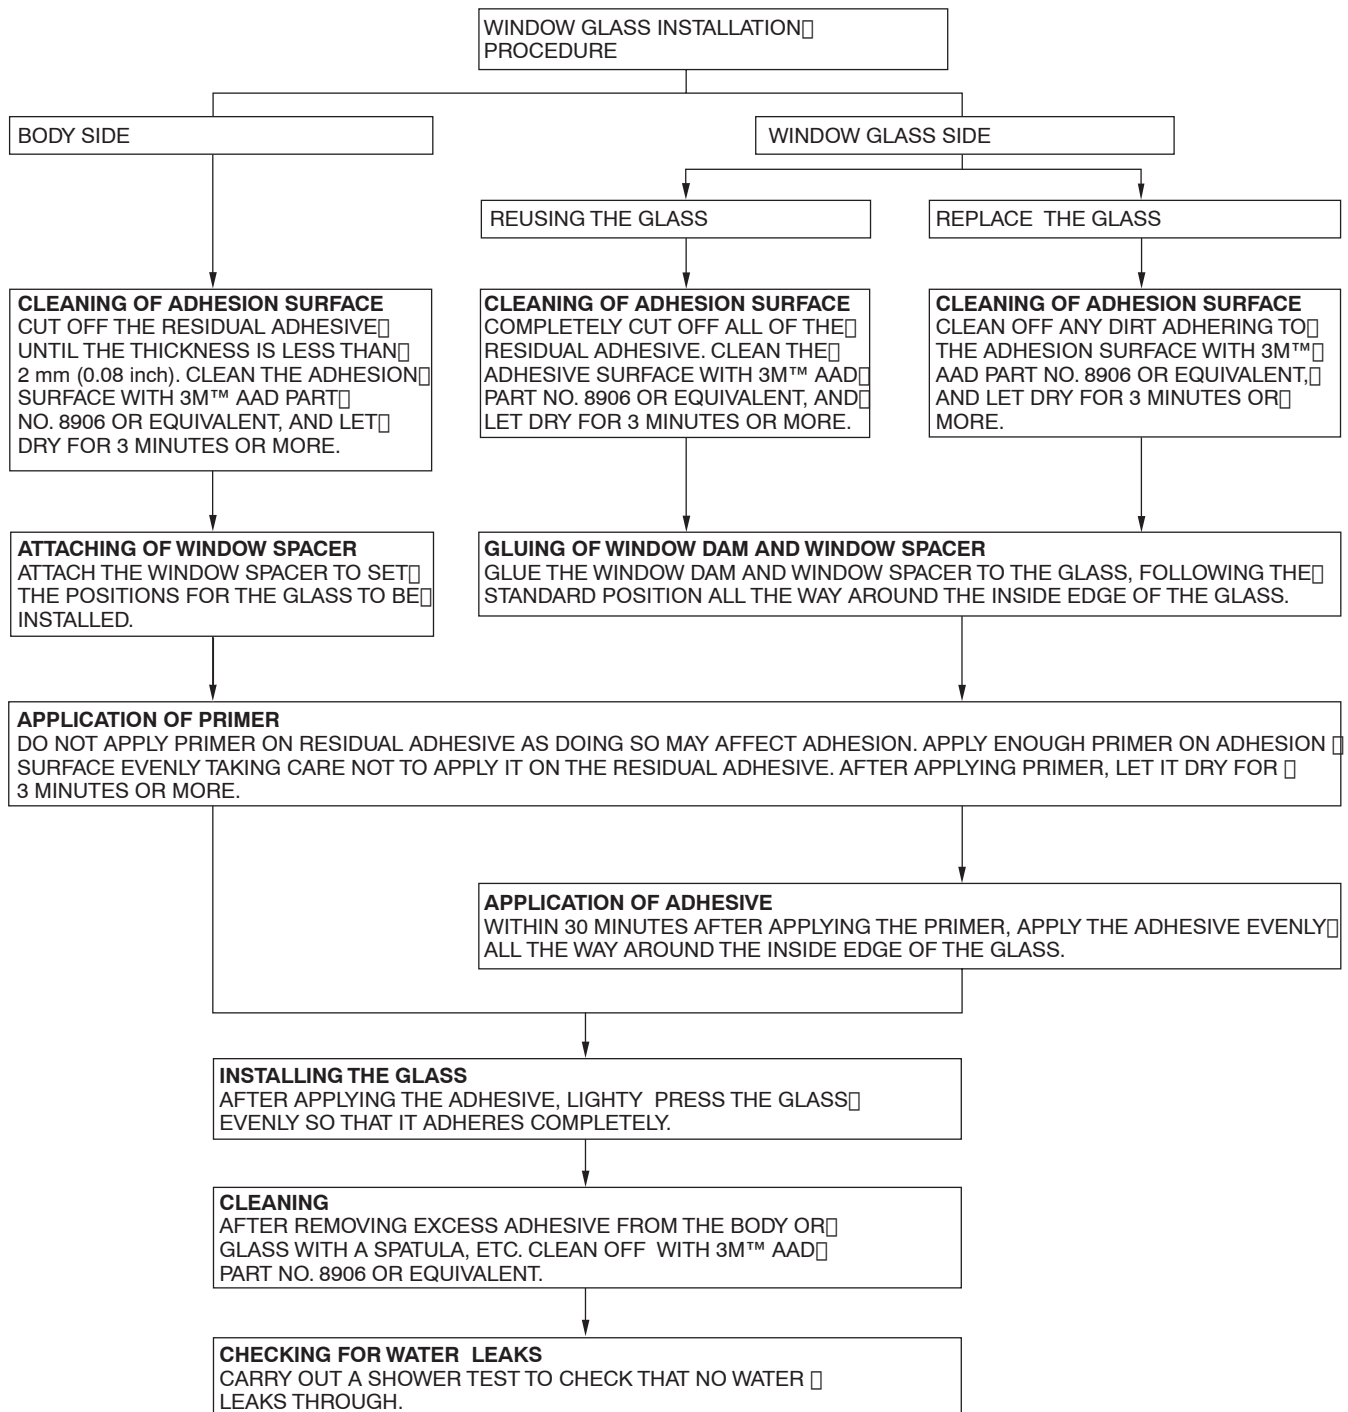 WINDOW GLASS INSTALLATION▯
PROCEDURE
BODY SIDE
WINDOW GLASS SIDE
REUSING THE GLASS
REPLACE THE GLASS
CLEANING OF ADHESION SURFACE
CUT OFF THE RESIDUAL ADHESIVE▯
UNTIL THE THICKNESS IS LESS THAN▯
2 mm (0.08 inch). CLEAN THE ADHESION▯
SURFACE WITH 3M™ AAD PART▯
NO. 8906 OR EQUIVALENT, AND LET▯
DRY FOR 3 MINUTES OR MORE.
CLEANING OF ADHESION SURFACE
COMPLETELY CUT OFF ALL OF THE▯
RESIDUAL ADHESIVE. CLEAN THE▯
ADHESIVE SURFACE WITH 3M™ AAD▯
PART NO. 8906 OR EQUIVALENT, AND▯
LET DRY FOR 3 MINUTES OR MORE.
CLEANING OF ADHESION SURFACE
CLEAN OFF ANY DIRT ADHERING TO▯
THE ADHESION SURFACE WITH 3M™▯
AAD PART NO. 8906 OR EQUIVALENT,▯
AND LET DRY FOR 3 MINUTES OR▯
MORE.
ATTACHING OF WINDOW SPACER
ATTACH THE WINDOW SPACER TO SET▯
THE POSITIONS FOR THE GLASS TO BE▯
INSTALLED.
GLUING OF WINDOW DAM AND WINDOW SPACER
GLUE THE WINDOW DAM AND WINDOW SPACER TO THE GLASS, FOLLOWING THE▯
STANDARD POSITION ALL THE WAY AROUND THE INSIDE EDGE OF THE GLASS.
APPLICATION OF PRIMER
DO NOT APPLY PRIMER ON RESIDUAL ADHESIVE AS DOING SO MAY AFFECT ADHESION. APPLY ENOUGH PRIMER ON ADHESION ▯
SURFACE EVENLY TAKING CARE NOT TO APPLY IT ON THE RESIDUAL ADHESIVE. AFTER APPLYING PRIMER, LET IT DRY FOR ▯
3 MINUTES OR MORE.
APPLICATION OF ADHESIVE
WITHIN 30 MINUTES AFTER APPLYING THE PRIMER, APPLY THE ADHESIVE EVENLY▯
ALL THE WAY AROUND THE INSIDE EDGE OF THE GLASS.
INSTALLING THE GLASS
AFTER APPLYING THE ADHESIVE, LIGHTY PRESS THE GLASS▯
EVENLY SO THAT IT ADHERES COMPLETELY.
CLEANING
AFTER REMOVING EXCESS ADHESIVE FROM THE BODY OR▯
GLASS WITH A SPATULA, ETC. CLEAN OFF WITH 3M™ AAD▯
PART NO. 8906 OR EQUIVALENT.
CHECKING FOR WATER LEAKS
CARRY OUT A SHOWER TEST TO CHECK THAT NO WATER ▯
LEAKS THROUGH.